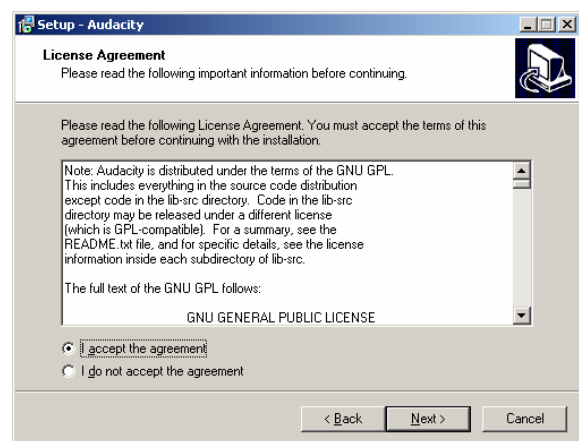 Setup - Audacity
License Agreement
Please read the following important information before continuing.
Please read the following License Agreement. You must accept the terms of this
agreement before continuing with the installation.
Note: Audacity is distributed under the terms of the GNU GPL.
This includes everything in the source code distribution
except code in the lib-src directory. Code in the lib-src
directory may be released under a different license
(which is GPL-compatible). For a summary, see the
README.txt file, and for specific details, see the license
information inside each subdirectory of lib-src.
The full text of the GNU GPL follows:
GNU GENERAL PUBLIC LICENSE
I accept the agreement
I do not accept the agreement
< Back Next > Cancel